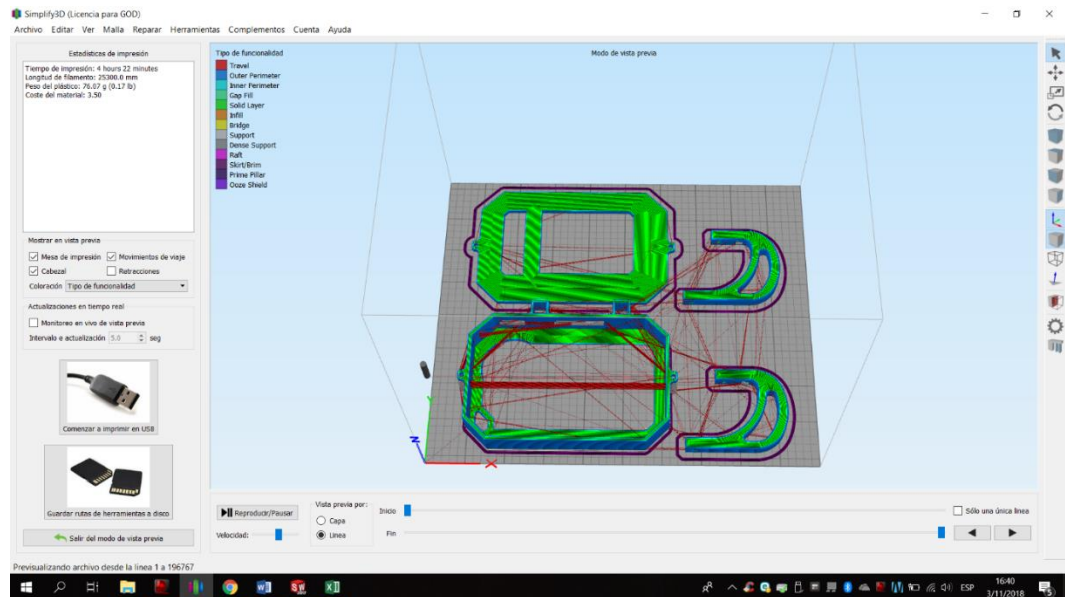 Simplify3D (Licencia para GOD)
Archivo Editar Ver Malla Reparar Herramientas Complementos Cuenta Ayuda
Estadísticas de impresión
Tiempo de impresión: 4 hours 22 minutes
Longitud de filamento: 25300.0 mm
Peso del plástico: 76.07 g (0.17 lb)
Coste del material: 3.50
Mostrar en vista previa
Mesa de impresión Movimientos de viaje
Cabezal Retracciones
Coloración Tipo de funcionalidad
Actualizaciones en tiempo real
Monitoreo en vivo de vista previa
Intervalo e actualización 5.0 seg
Comenzar a imprimir en USB
Guardar rutas de herramientas a disco
Salir del modo de vista previa
Tipo de funcionalidad
Travel
Outer Perimeter
Inner Perimeter
Gap Fill
Solid Layer
Infill
Bridge
Support
Dense Support
Raft
Skirt/Brim
Prime Pillar
Ooze Shield
Modo de vista previa
Z
Y
X
Reproducir/Pausar
Velocidad:
Vista previa por:
Capa
Línea
Inicio
Fin
Sólo una única línea
Previsualizando archivo desde la línea 1 a 196767
ESP
16:40
3/11/2018